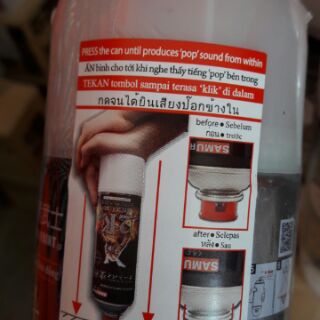 PRESS the can until produces 'pop' sound from within
ẤN bình cho tới khi nghe thấy tiếng 'pop' bên trong
TEKAN tombol sampai terasa "klik" di dalam
กดจนได้ยินเสียงป๊อกข้างใน
before • Sebelum
ก่อน • trước
SAMUR
after • Selepas
หลัง • Sau
SAMU